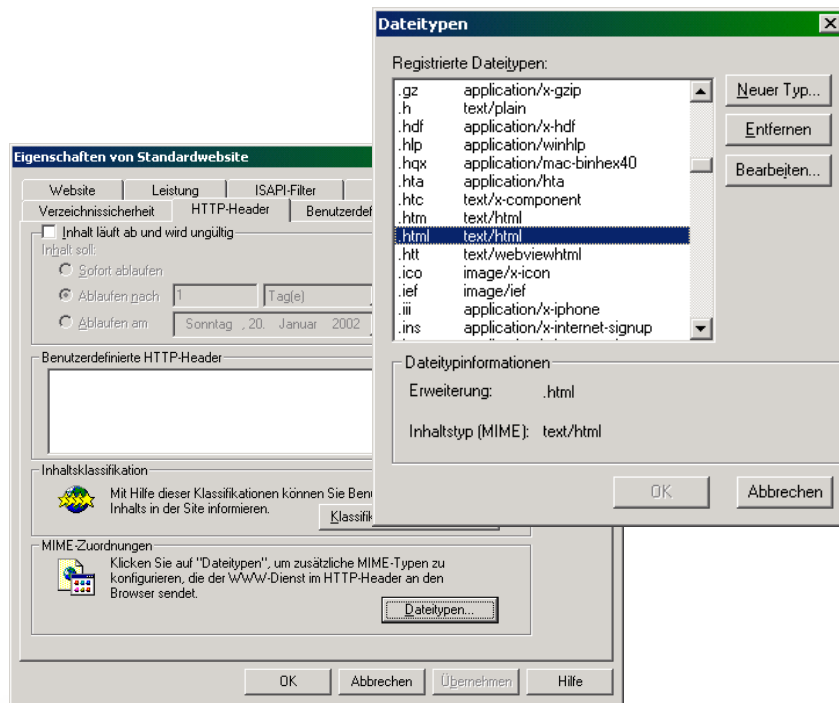 Dateitypen
Registrierte Dateitypen:
.gz application/x-gzip
.h text/plain
.hdf application/x-hdf
.hlp application/winhlp
.hqx application/mac-binhex40
.hta application/hta
.htc text/x-component
.htm text/html
.html text/html
.htt text/webviewhtml
.ico image/x-icon
.ief image/ief
.iii application/x-iphone
.ins application/x-internet-signup
Neuer Typ...
Entfernen
Bearbeiten...
Dateitypinformationen
Erweiterung: .html
Inhaltstyp (MIME): text/html
OK Abbrechen
Eigenschaften von Standardwebsite
Website Leistung ISAPI-Filter
Verzeichnissicherheit HTTP-Header Benutzerdef
Inhalt läuft ab und wird ungültig
Inhalt soll:
Sofort ablaufen
Ablaufen nach 1 Tag(e)
Ablaufen am Sonntag , 20. Januar 2002
Benutzerdefinierte HTTP-Header
Inhaltsklassifikation
Mit Hilfe dieser Klassifikationen können Sie Benu
Inhalts in der Site informieren.
Klassifik
MIME-Zuordnungen
Klicken Sie auf "Dateitypen", um zusätzliche MIME-Typen zu
konfigurieren, die der WWW-Dienst im HTTP-Header an den
Browser sendet.
Dateitypen...
OK Abbrechen Übernehmen Hilfe